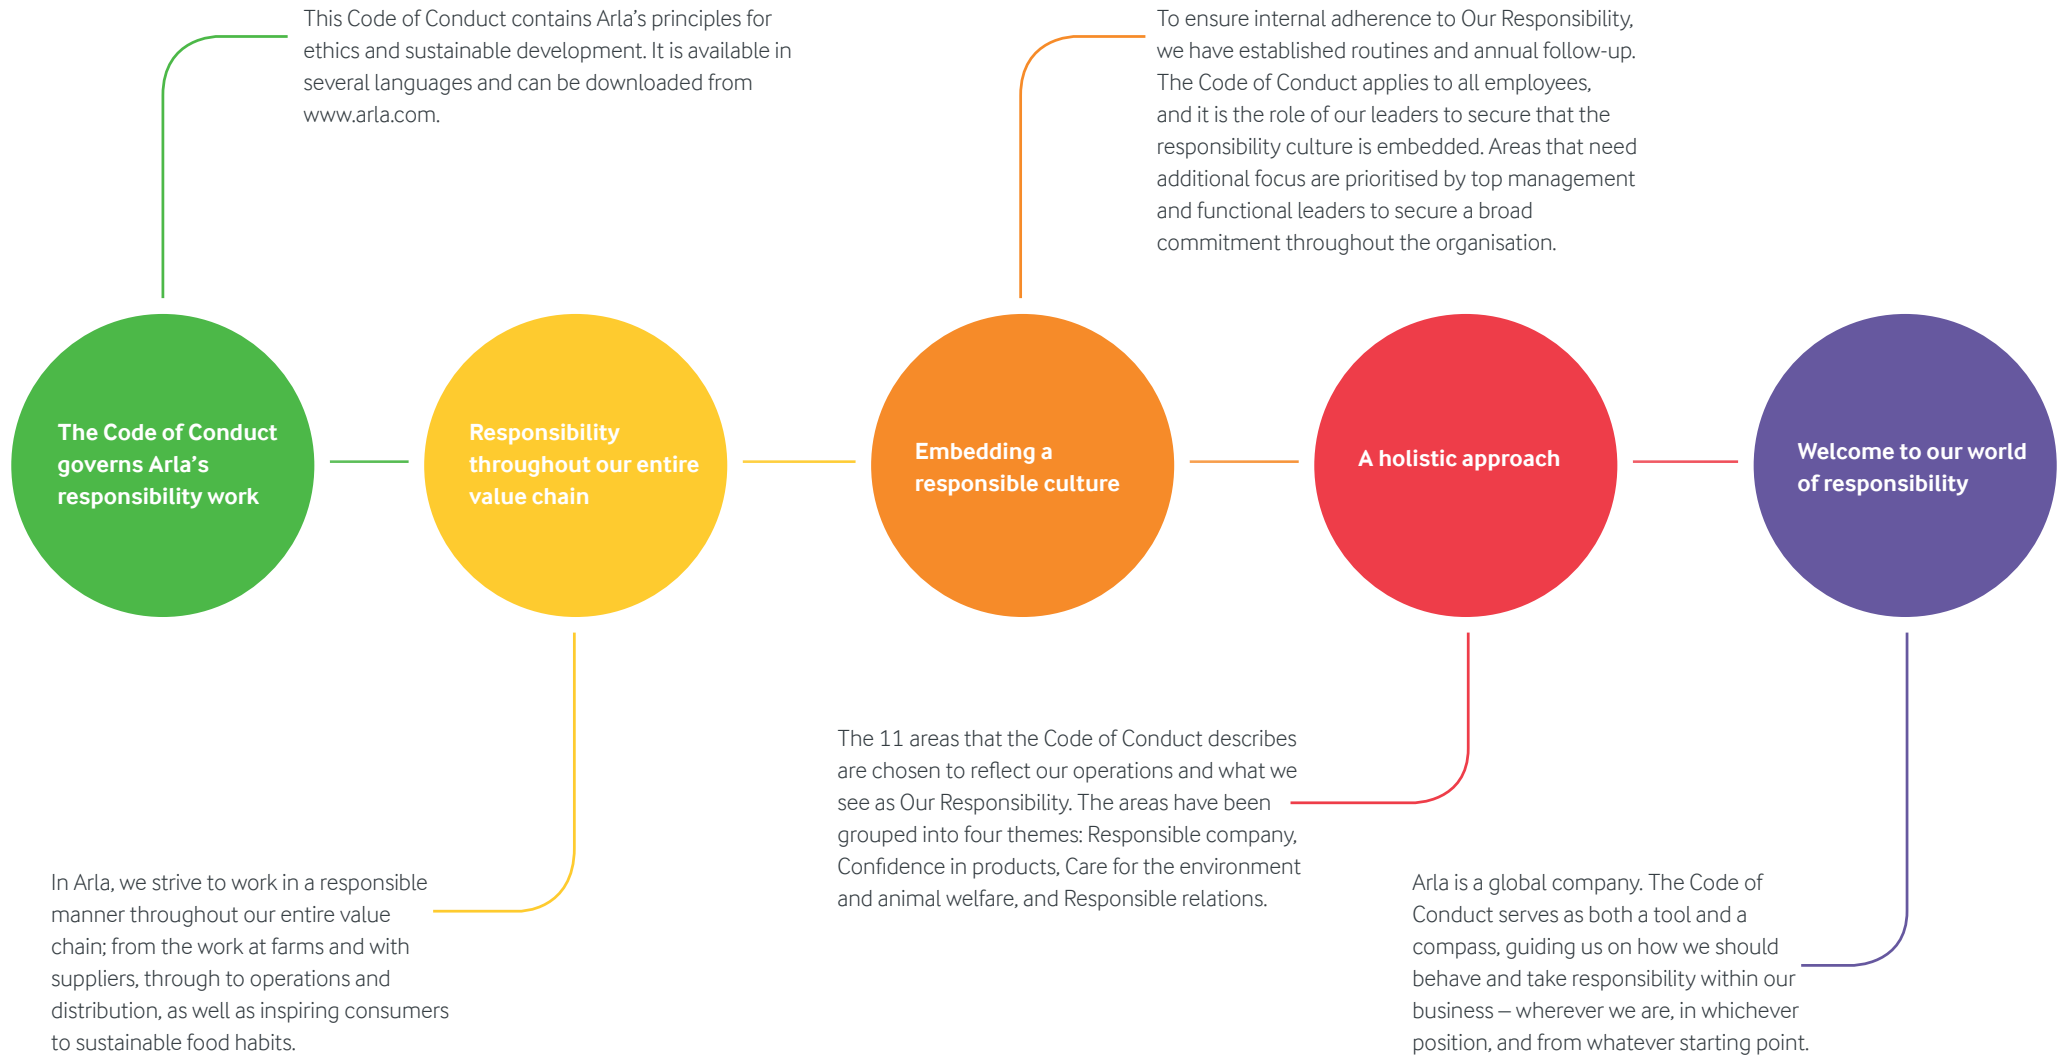 This Code of Conduct contains Arla’s principles for
ethics and sustainable development. It is available in
several languages and can be downloaded from
www.arla.com.
To ensure internal adherence to Our Responsibility,
we have established routines and annual follow-up.
The Code of Conduct applies to all employees,
and it is the role of our leaders to secure that the
responsibility culture is embedded. Areas that need
additional focus are prioritised by top management
and functional leaders to secure a broad
commitment throughout the organisation.
The Code of Conduct
governs Arla’s
responsibility work
Responsibility
throughout our entire
value chain
Embedding a
responsible culture
A holistic approach
Welcome to our world
of responsibility
In Arla, we strive to work in a responsible
manner throughout our entire value
chain; from the work at farms and with
suppliers, through to operations and
distribution, as well as inspiring consumers
to sustainable food habits.
The 11 areas that the Code of Conduct describes
are chosen to reflect our operations and what we
see as Our Responsibility. The areas have been
grouped into four themes: Responsible company,
Confidence in products, Care for the environment
and animal welfare, and Responsible relations.
Arla is a global company. The Code of
Conduct serves as both a tool and a
compass, guiding us on how we should
behave and take responsibility within our
business – wherever we are, in whichever
position, and from whatever starting point.